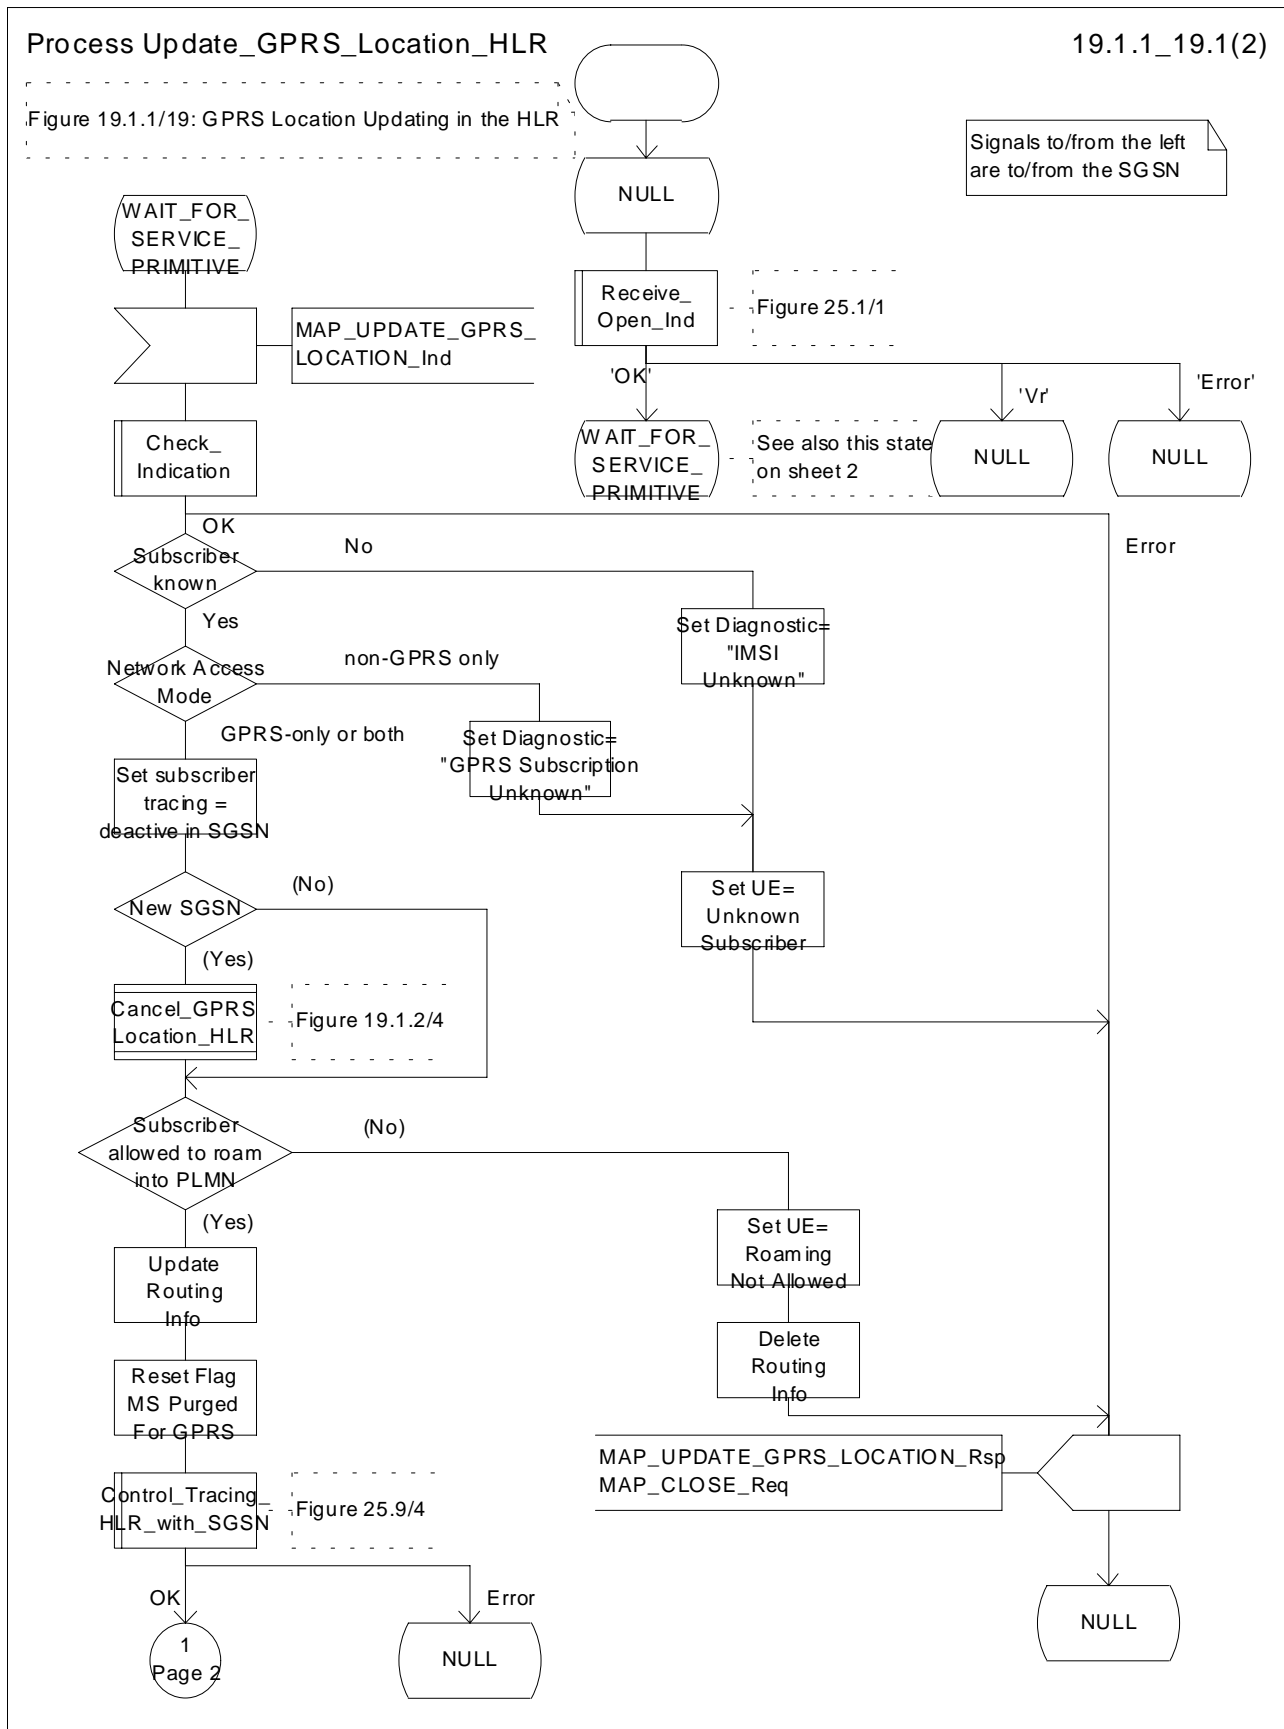 Process Update_GPRS_Location_HLR
19.1.1_19.1(2)
Figure 19.1.1/19: GPRS Location Updating in the HLR
Signals to/from the left
are to/from the SGSN
NULL
WAIT_FOR_
SERVICE_
PRIMITIVE
Receive_
Open_Ind
Figure 25.1/1
MAP_UPDATE_GPRS_
LOCATION_Ind
'OK'
'Vr'
'Error'
WAIT_FOR_
SERVICE_
PRIMITIVE
See also this state
on sheet 2
NULL
NULL
Check_
Indication
OK
Error
Subscriber
known
No
Yes
Set Diagnostic=
"IMSI
Unknown"
Network Access
Mode
non-GPRS only
GPRS-only or both
Set Diagnostic=
"GPRS Subscription
Unknown"
Set subscriber
tracing =
deactive in SGSN
New SGSN
(No)
(Yes)
Set UE=
Unknown
Subscriber
Cancel_GPRS
Location_HLR
Figure 19.1.2/4
Subscriber
allowed to roam
into PLMN
(No)
(Yes)
Set UE=
Roaming
Not Allowed
Update
Routing
Info
Delete
Routing
Info
Reset Flag
MS Purged
For GPRS
MAP_UPDATE_GPRS_LOCATION_Rsp
MAP_CLOSE_Req
Control_Tracing_
HLR_with_SGSN
Figure 25.9/4
OK
Error
1
Page 2
NULL
NULL